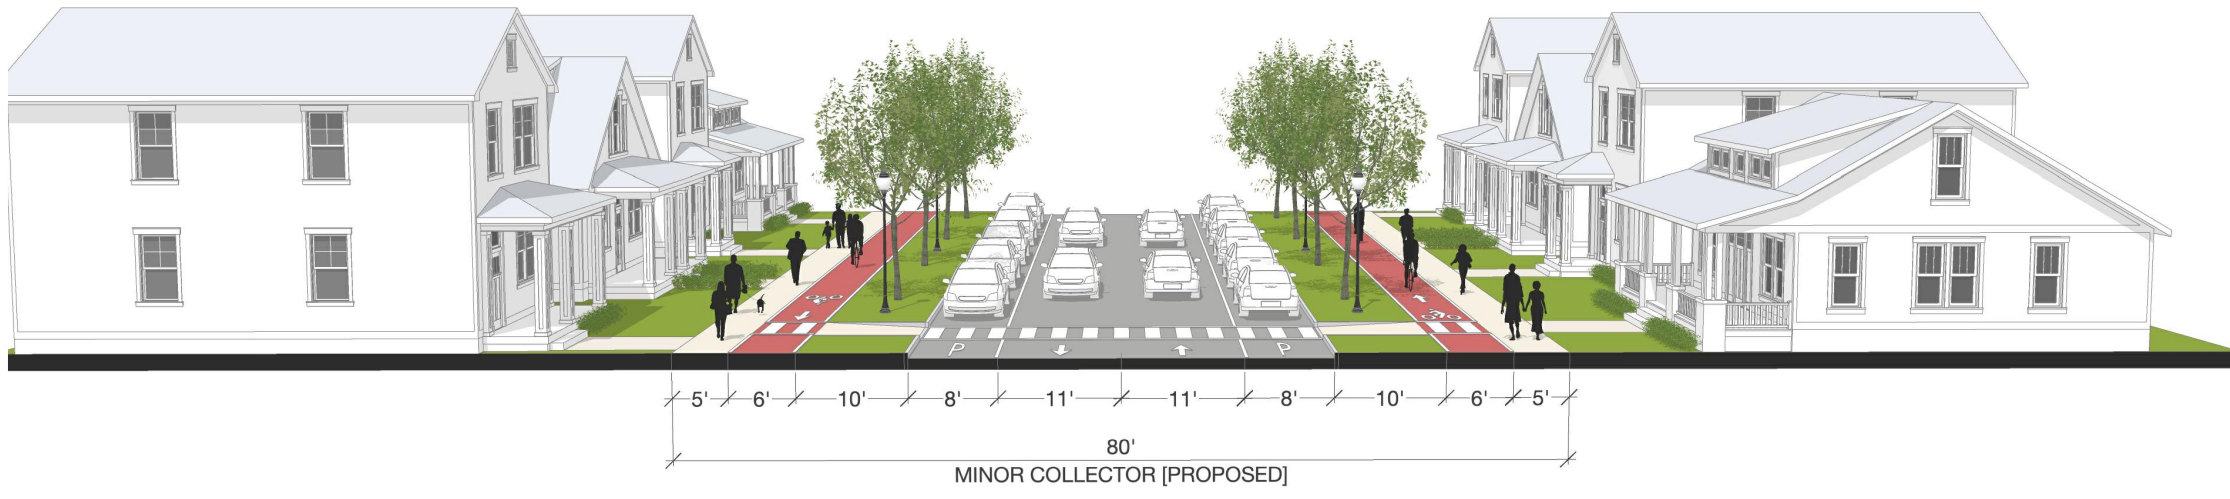 P P
5' 6' 10' 8' 11' 11' 8' 10' 6' 5'
80'
MINOR COLLECTOR [PROPOSED]